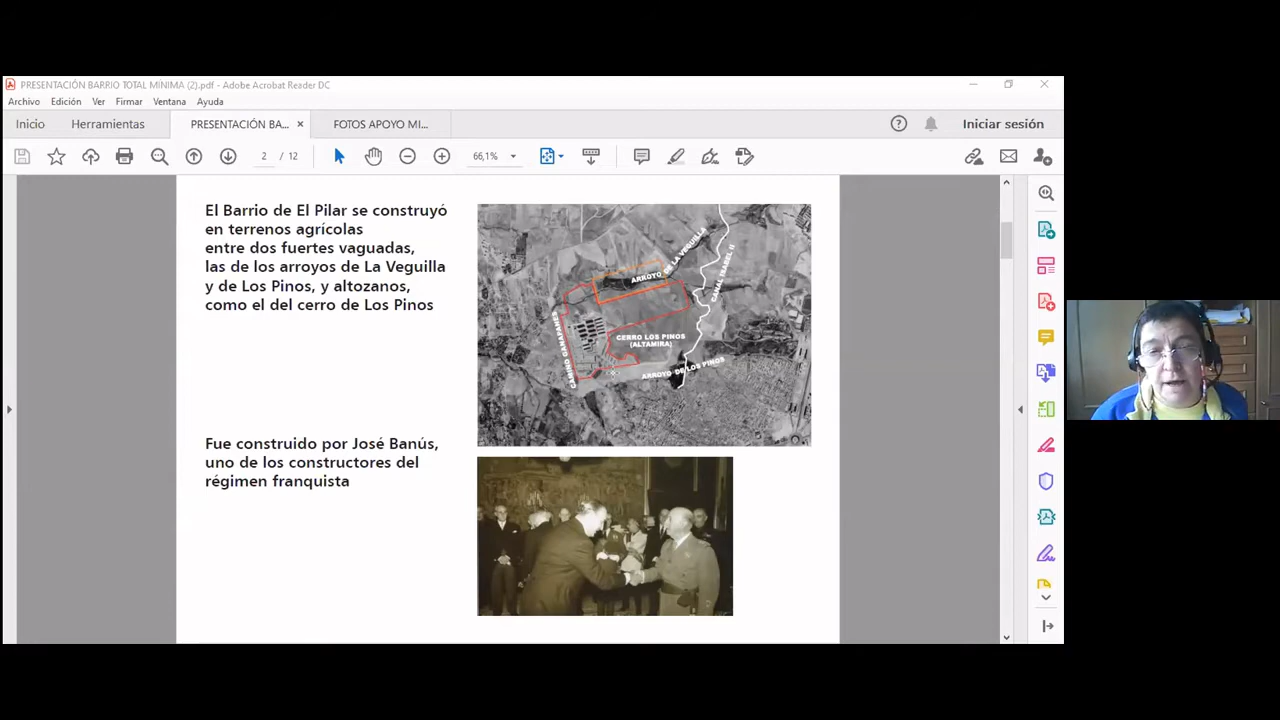 PRESENTACIÓN BARRIO TOTAL MÍNIMA (2).pdf - Adobe Acrobat Reader DC
Archivo Edición Ver Firmar Ventana Ayuda
Inicio Herramientas PRESENTACIÓN BA... × FOTOS APOYO MI... Iniciar sesión
2 / 12 66,1%
El Barrio de El Pilar se construyó
en terrenos agrícolas
entre dos fuertes vaguadas,
las de los arroyos de La Veguilla
y de Los Pinos, y altozanos,
como el del cerro de Los Pinos
ARROYO DE LA VEGUILLA
CANAL ISABEL II
CAMINO GANAPANES
CERRO LOS PINOS
(ALTAMIRA)
ARROYO DE LOS PINOS
Fue construido por José Banús,
uno de los constructores del
régimen franquista